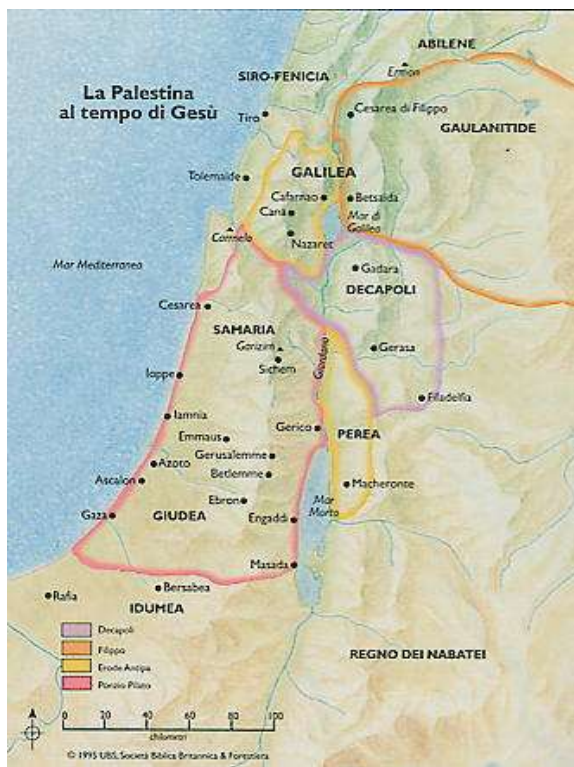 La Palestina
al tempo di Gesù
ABILENE
SIRO-FENICIA
Ermon
Tiro
Cesarea di Filippo
GAULANITIDE
Tolemaide
GALILEA
Cafarnao
Betsaida
Cana
Mar di
Galilea
Nazaret
Carmelo
Mar Mediterraneo
Gadara
DECAPOLI
Cesarea
SAMARIA
Garizim
Sichem
Giordano
Gerasa
Ioppe
Filadelfia
Iamnia
Gerico
Emmaus
PEREA
Gerusalemme
Azoto
Betlemme
Ascalon
Macheronte
Ebron
Mar
Morto
Gaza
GIUDEA
Engaddi
Masada
Bersabea
Rafia
IDUMEA
Decapoli
Filippo
Erode Antipa
Ponzio Pilato
REGNO DEI NABATEI
0 20 40 60 80 100
chilometri
© 1995 UBS, Società Biblica Britannica & Forestiera